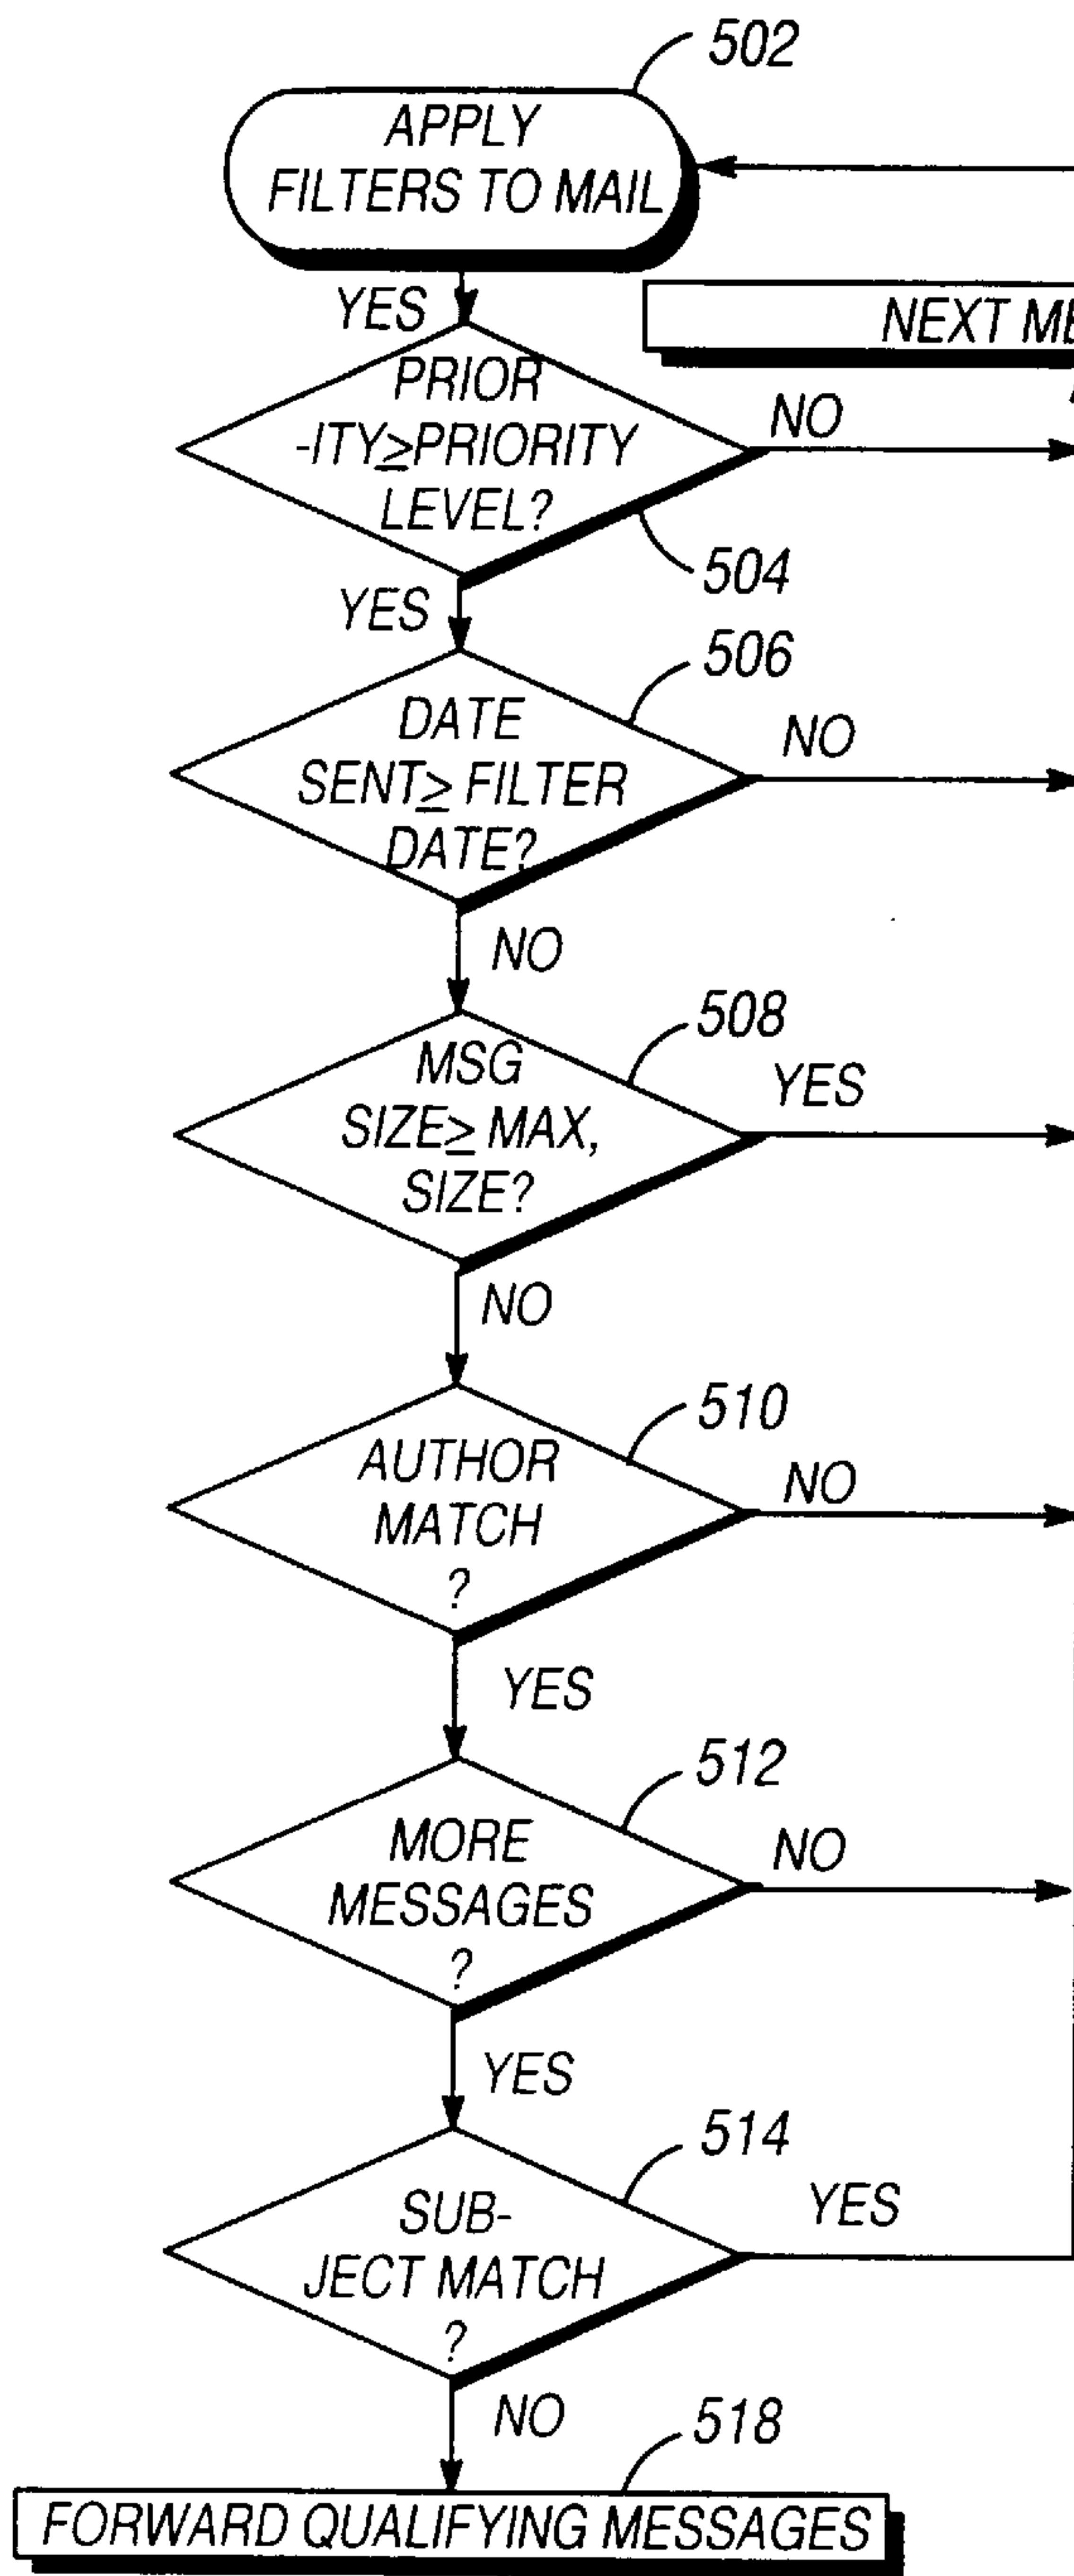 502
APPLY
FILTERS TO MAIL
YES
NEXT ME
PRIOR
-ITY≥PRIORITY
LEVEL?
NO
504
YES
506
DATE
SENT≥ FILTER
DATE?
NO
NO
508
MSG
SIZE≥ MAX,
SIZE?
YES
NO
510
AUTHOR
MATCH
?
NO
YES
512
MORE
MESSAGES
?
NO
YES
514
SUB-
JECT MATCH
?
YES
NO
518
FORWARD QUALIFYING MESSAGES